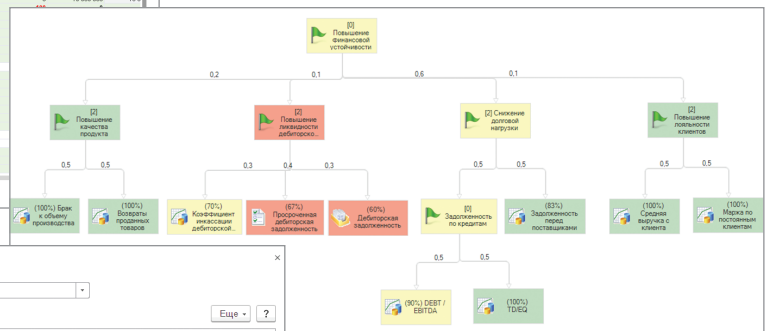 [0]
Повышение
финансовой
устойчивости
0,2
0,1
0,6
0,1
[2]
Повышение
качества
продукта
[2]
Повышение
ликвидности
дебиторско...
[2] Снижение
долговой
нагрузки
[2]
Повышение
лояльности
клиентов
0,5
0,5
0,3
0,4
0,3
0,5
0,5
0,5
0,5
(100%) Брак
к объему
производства
(100%)
Возвраты
проданных
товаров
(70%)
Коэффициент
инкассации
дебиторской...
(67%)
Просроченная
дебиторская
задолженность
(60%)
Дебиторская
задолженность
[0]
Задолженность
по кредитам
(83%)
Задолженность
перед
поставщиками
(100%)
Средняя
выручка с
клиента
(100%)
Маржа по
постоянным
клиентам
0,5
0,5
(90%) DEBT /
EBITDA
(100%)
TD/EQ
×
Еще
?